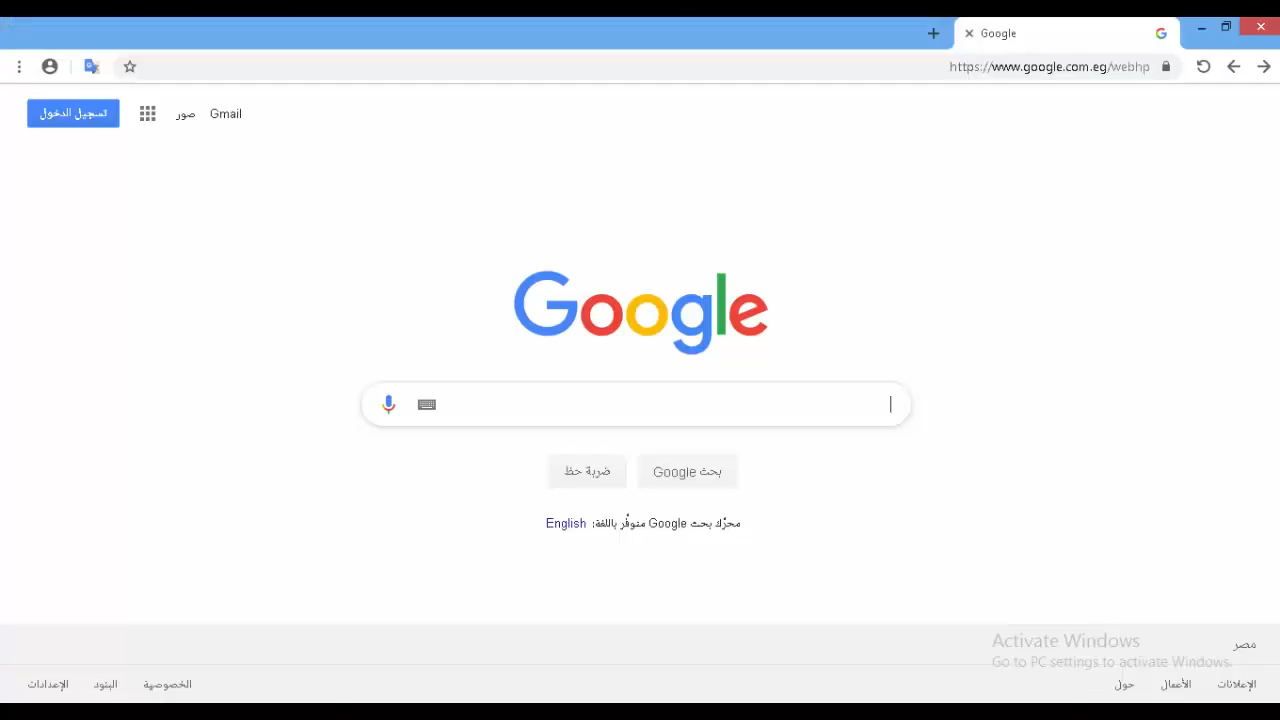 Google
https://www.google.com.eg/webhp
Gmail
صور
تسجيل الدخول
Google
بحث Google
ضربة حظ
محرّك بحث Google متوفّر باللغة: English
Activate Windows
Go to PC settings to activate Windows.
مصر
الإعلانات
الأعمال
حول
الخصوصية
البنود
الإعدادات